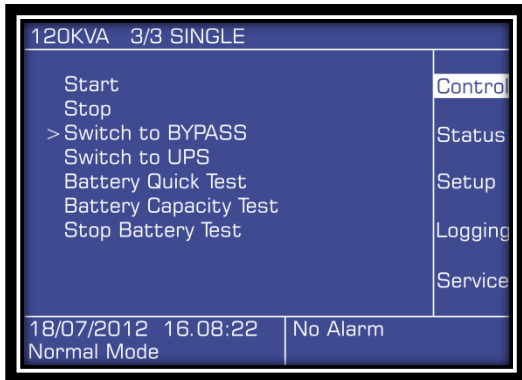 120KVA 3/3 SINGLE
Start
Stop
> Switch to BYPASS
Switch to UPS
Battery Quick Test
Battery Capacity Test
Stop Battery Test
Control
Status
Setup
Logging
Service
18/07/2012 16.08:22
Normal Mode
No Alarm